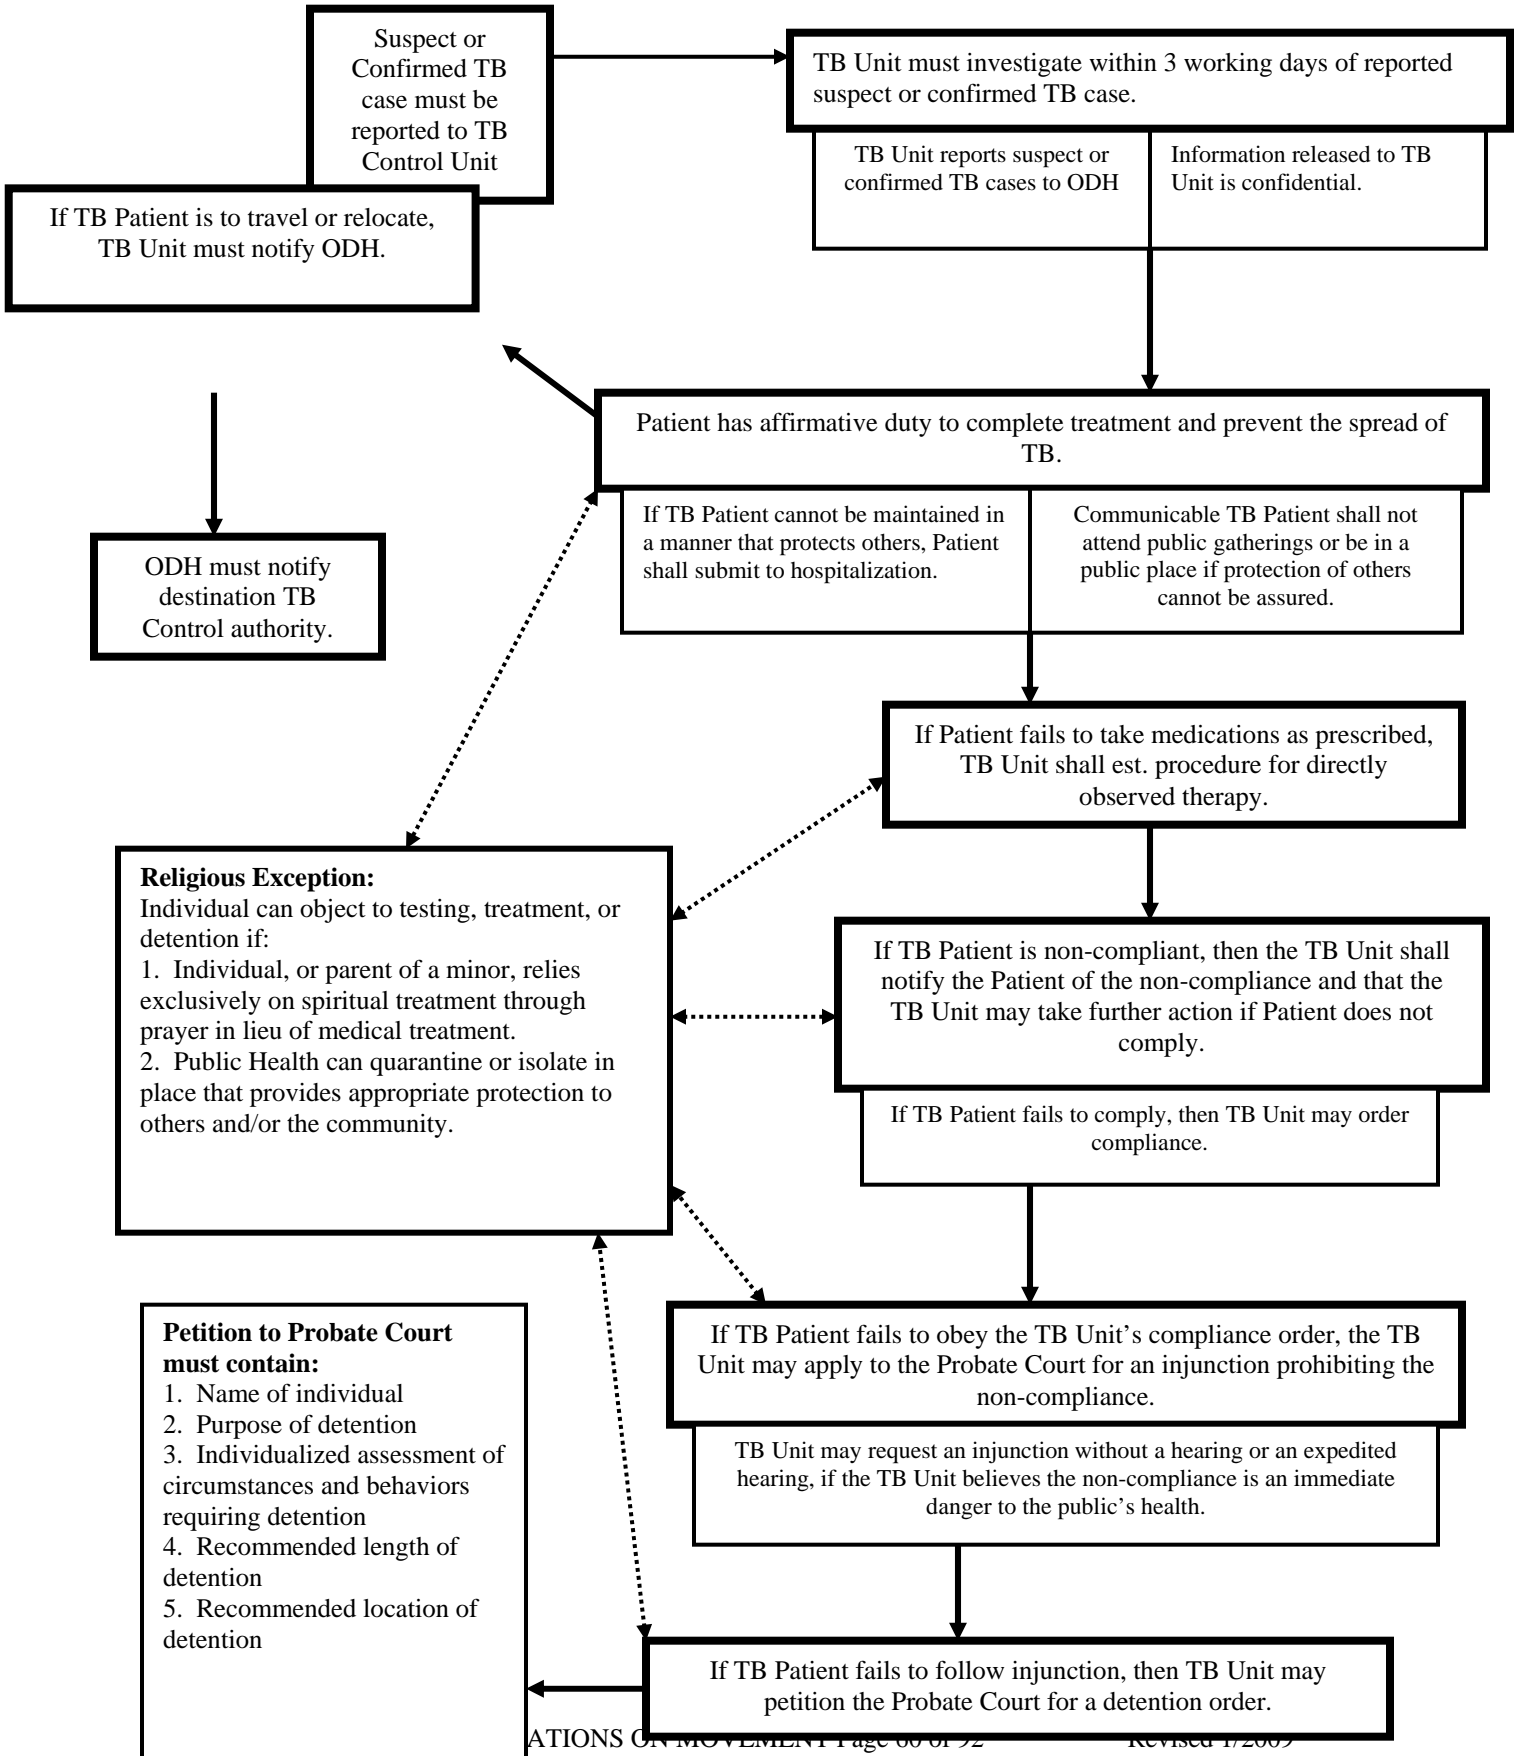 Suspect or
Confirmed TB
case must be
reported to TB
Control Unit
TB Unit must investigate within 3 working days of reported
suspect or confirmed TB case.
TB Unit reports suspect or
confirmed TB cases to ODH
Information released to TB
Unit is confidential.
If TB Patient is to travel or relocate,
TB Unit must notify ODH.
Patient has affirmative duty to complete treatment and prevent the spread of
TB.
If TB Patient cannot be maintained in
a manner that protects others, Patient
shall submit to hospitalization.
Communicable TB Patient shall not
attend public gatherings or be in a
public place if protection of others
cannot be assured.
ODH must notify
destination TB
Control authority.
If Patient fails to take medications as prescribed,
TB Unit shall est. procedure for directly
observed therapy.
Religious Exception:
Individual can object to testing, treatment, or
detention if:
1. Individual, or parent of a minor, relies
exclusively on spiritual treatment through
prayer in lieu of medical treatment.
2. Public Health can quarantine or isolate in
place that provides appropriate protection to
others and/or the community.
If TB Patient is non-compliant, then the TB Unit shall
notify the Patient of the non-compliance and that the
TB Unit may take further action if Patient does not
comply.
If TB Patient fails to comply, then TB Unit may order
compliance.
If TB Patient fails to obey the TB Unit's compliance order, the TB
Unit may apply to the Probate Court for an injunction prohibiting the
non-compliance.
TB Unit may request an injunction without a hearing or an expedited
hearing, if the TB Unit believes the non-compliance is an immediate
danger to the public's health.
Petition to Probate Court
must contain:
1. Name of individual
2. Purpose of detention
3. Individualized assessment of
circumstances and behaviors
requiring detention
4. Recommended length of
detention
5. Recommended location of
detention
If TB Patient fails to follow injunction, then TB Unit may
petition the Probate Court for a detention order.
ATIONS ON MOVEMENT Page 60 of 92 Revised 1/2009